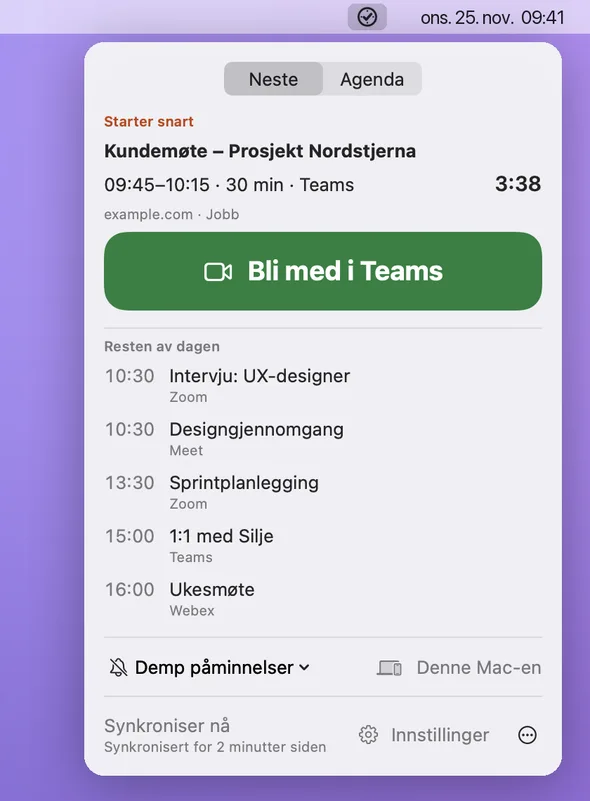 ons. 25. nov. 09:41
Neste Agenda
Starter snart
Kundemøte – Prosjekt Nordstjerna
09:45–10:15 · 30 min · Teams 3:38
example.com · Jobb
Bli med i Teams
Resten av dagen
10:30 Intervju: UX-designer
Zoom
10:30 Designgjennomgang
Meet
13:30 Sprintplanlegging
Zoom
15:00 1:1 med Silje
Teams
16:00 Ukesmøte
Webex
Demp påminnelser Denne Mac-en
Synkroniser nå
Synkronisert for 2 minutter siden
Innstillinger